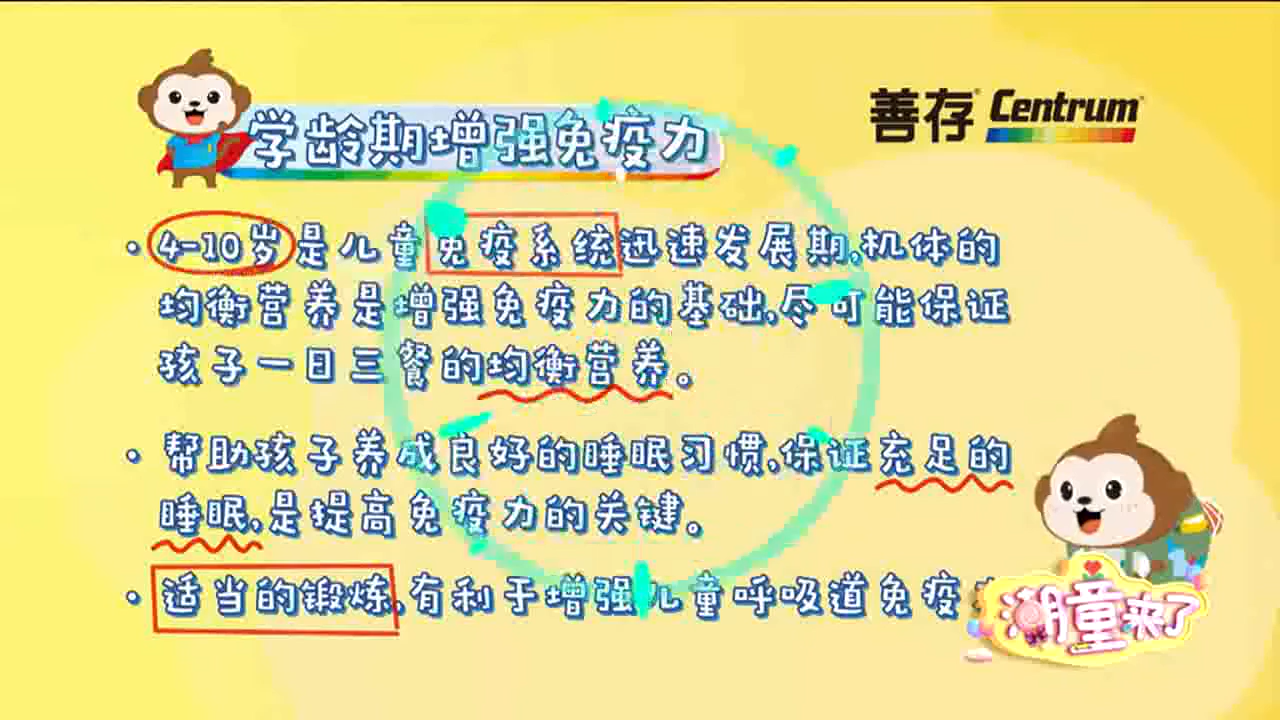 学龄期增强免疫力
善存 Centrum
·4-10岁是儿童免疫系统迅速发展期,机体的
均衡营养是增强免疫力的基础,尽可能保证
孩子一日三餐的均衡营养。
·帮助孩子养成良好的睡眠习惯,保证充足的
睡眠,是提高免疫力的关键。
·适当的锻炼,有利于增强儿童呼吸道免疫
潮童来了